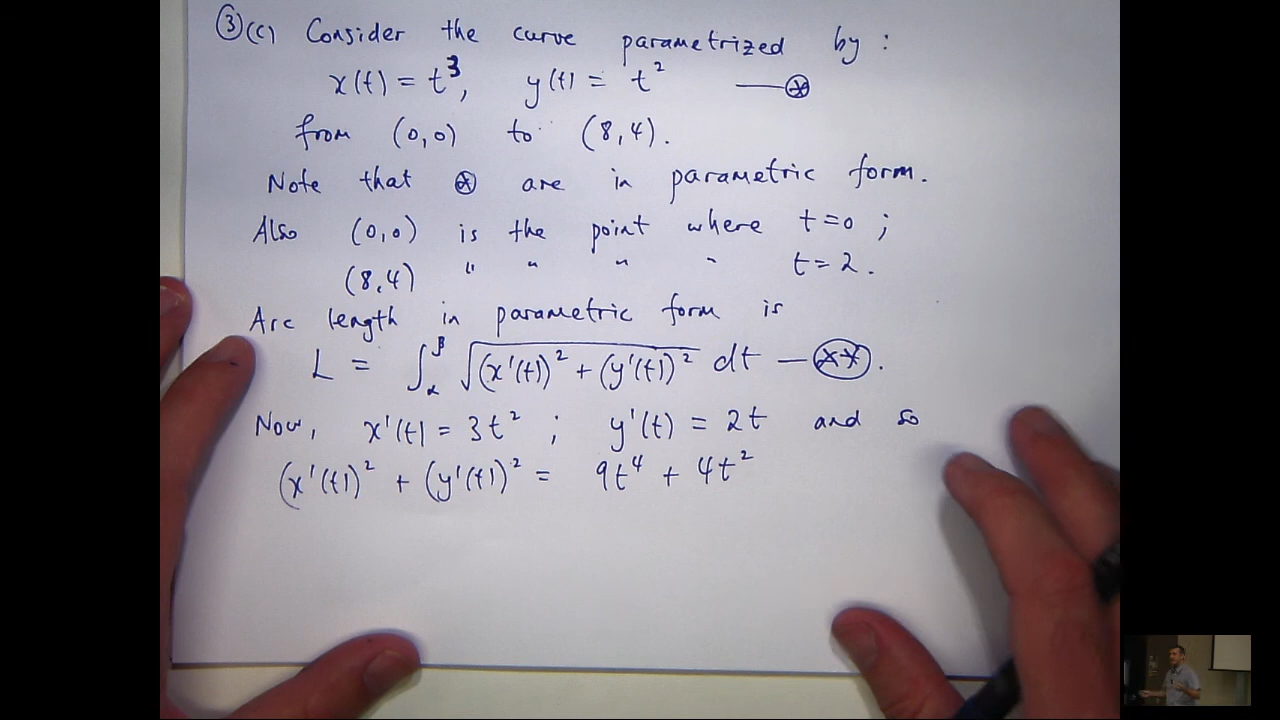 ③(c) Consider the curve parametrized by :
x(t) = t³, y(t) = t² —⊛
from (0,0) to (8,4).
Note that ⊛ are in parametric form.
Also (0,0) is the point where t=0 ;
(8,4) " " " " t=2.
Arc length in parametric form is
L = ∫_α^β √((x'(t))² + (y'(t))²) dt — (**).
Now, x'(t) = 3t² ; y'(t) = 2t and so
(x'(t))² + (y'(t))² = 9t⁴ + 4t²